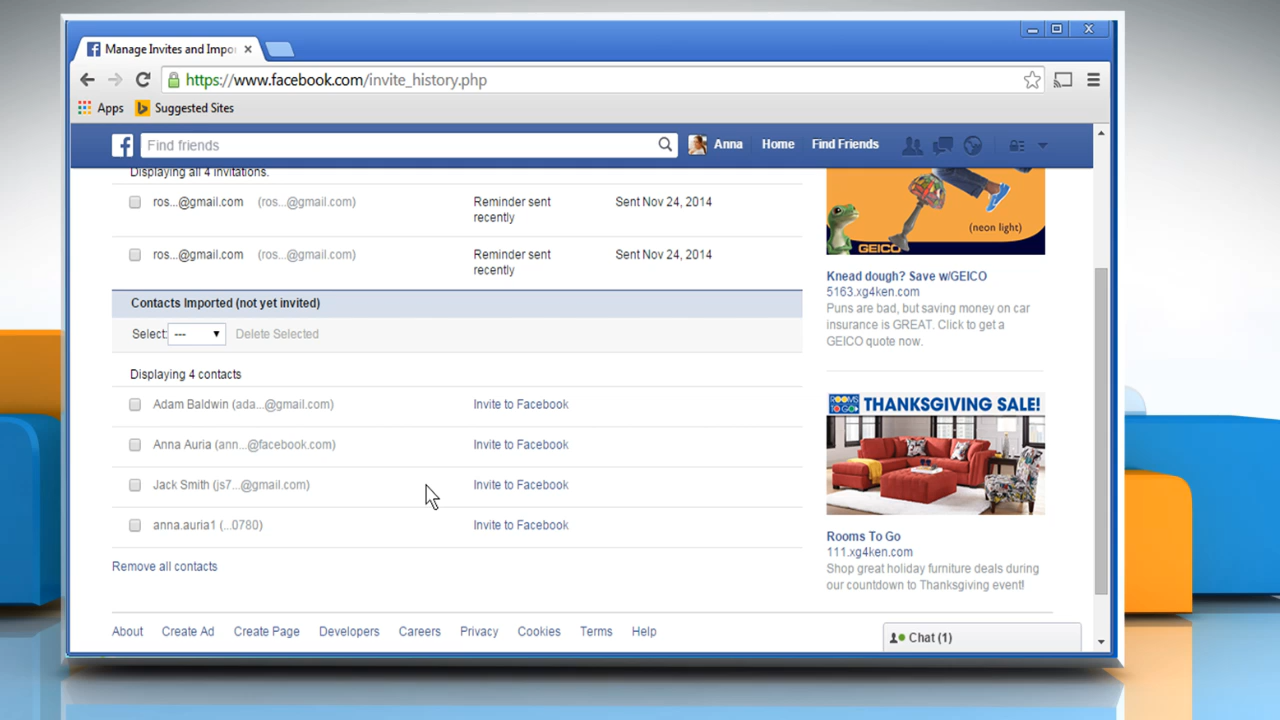 Manage Invites and Impo
https://www.facebook.com/invite_history.php
Apps
Suggested Sites
Find friends
Anna
Home
Find Friends
Displaying all 4 invitations.
ros...@gmail.com (ros...@gmail.com) Reminder sent recently Sent Nov 24, 2014
ros...@gmail.com (ros...@gmail.com) Reminder sent recently Sent Nov 24, 2014
Contacts Imported (not yet invited)
Select: --- Delete Selected
Displaying 4 contacts
Adam Baldwin (ada...@gmail.com) Invite to Facebook
Anna Auria (ann...@facebook.com) Invite to Facebook
Jack Smith (js7...@gmail.com) Invite to Facebook
anna.auria1 (...0780) Invite to Facebook
Remove all contacts
(neon light)
GEICO
Knead dough? Save w/GEICO
5163.xg4ken.com
Puns are bad, but saving money on car
insurance is GREAT. Click to get a
GEICO quote now.
ROOMS TO GO
THANKSGIVING SALE!
Rooms To Go
111.xg4ken.com
Shop great holiday furniture deals during
our countdown to Thanksgiving event!
About Create Ad Create Page Developers Careers Privacy Cookies Terms Help
Chat (1)